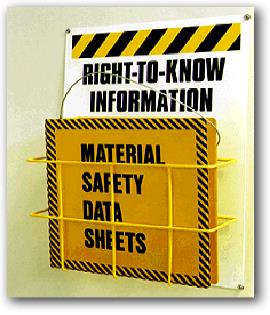 RIGHT-TO-KNOW
INFORMATION
MATERIAL
SAFETY
DATA
SHEETS